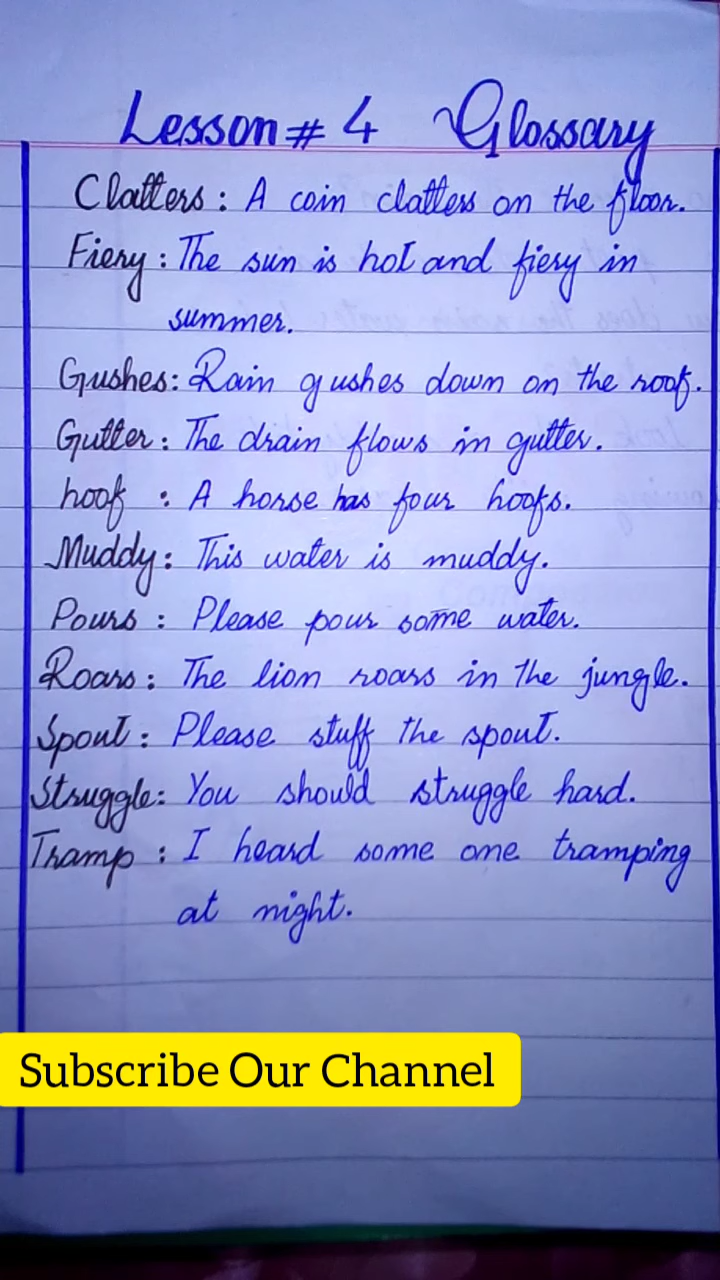 Lesson # 4 Glossary
Clatters : A coin clatters on the floor.
Fiery : The sun is hot and fiery in
summer.
Gushes: Rain gushes down on the roof.
Gutter : The drain flows in gutter.
hoof : A horse has four hoofs.
Muddy : This water is muddy.
Pours : Please pour some water.
Roars : The lion roars in the jungle.
Spout : Please stuff the spout.
Struggle: You should struggle hard.
Tramp : I heard some one tramping
at night.
Subscribe Our Channel